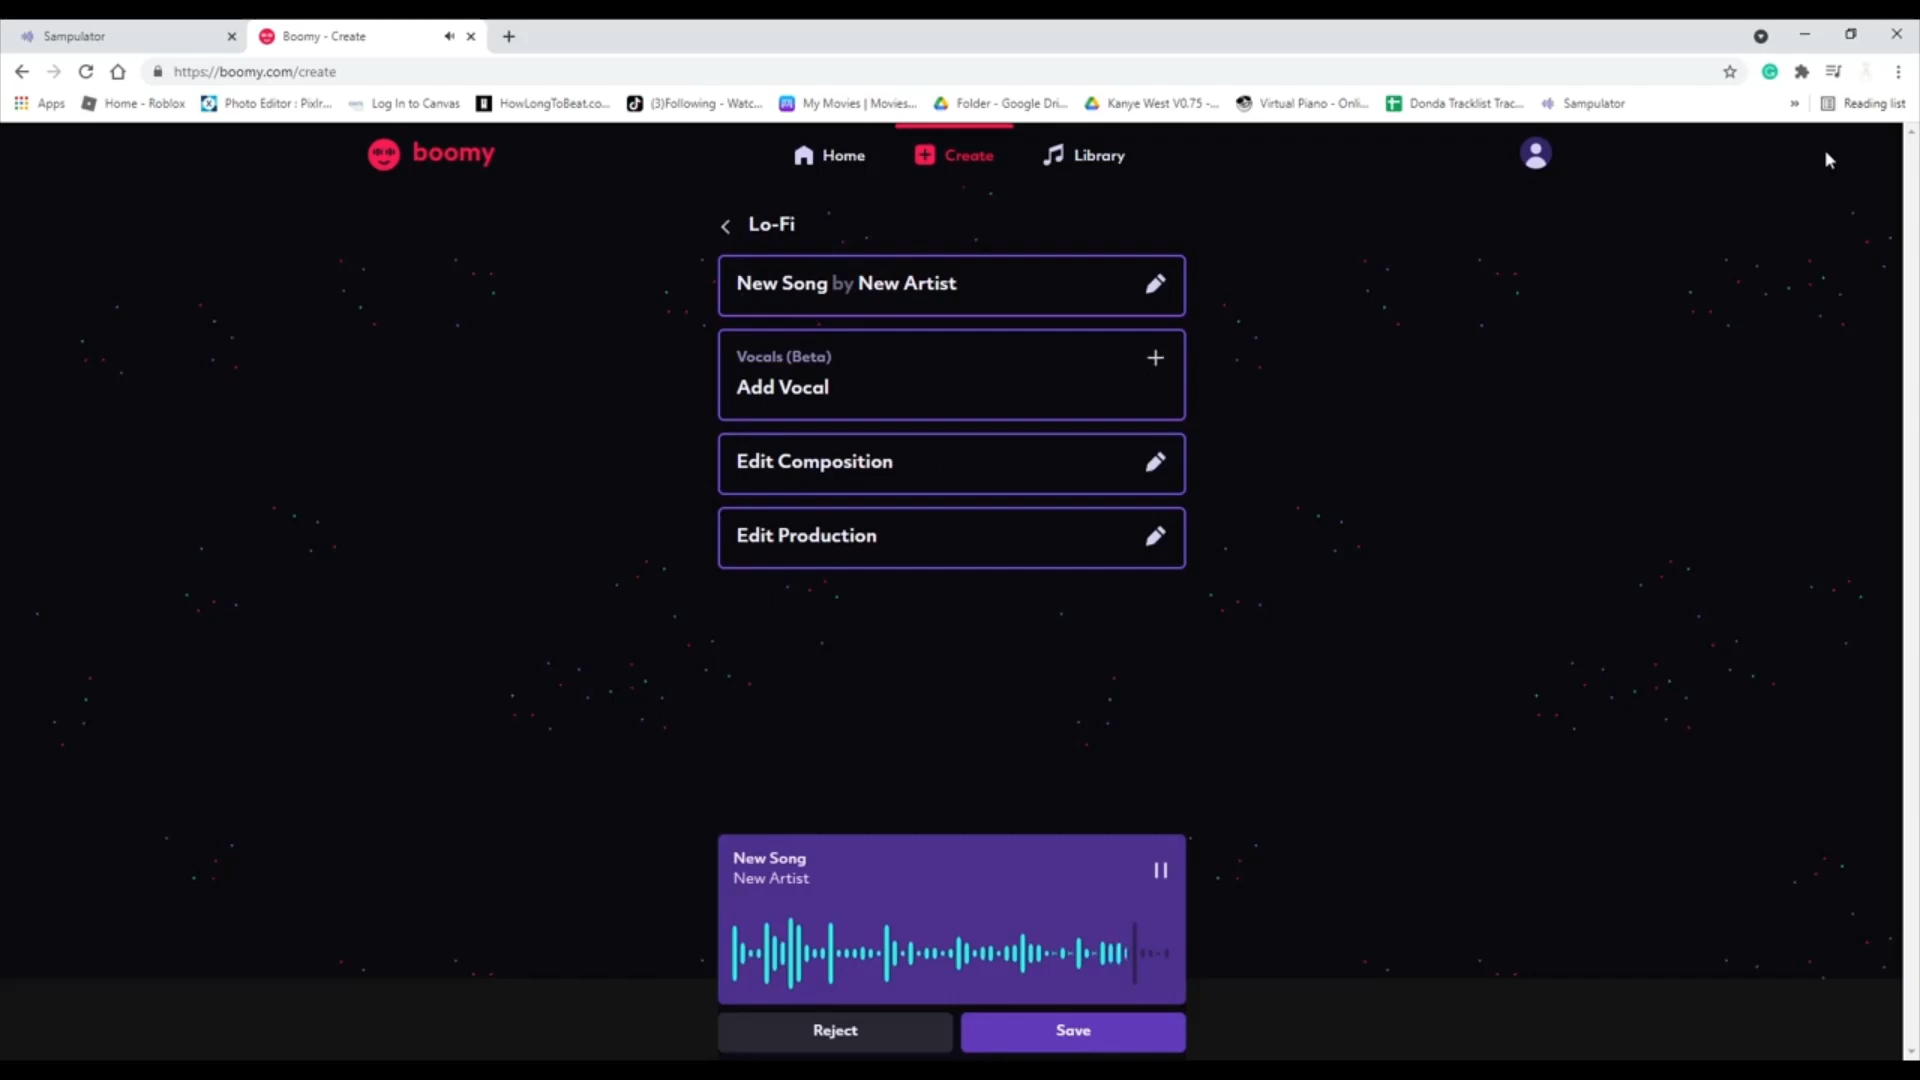 Sampulator
Boomy - Create
https://boomy.com/create
Apps
Home - Roblox
Photo Editor : Pixlr...
Log In to Canvas
HowLongToBeat.co...
(3)Following - Watc...
My Movies | Movies...
Folder - Google Dri...
Kanye West V0.75 -...
Virtual Piano - Onli...
Donda Tracklist Trac...
Sampulator
»
Reading list
boomy
Home
Create
Library
Lo-Fi
New Song by New Artist
Vocals (Beta)
Add Vocal
Edit Composition
Edit Production
New Song
New Artist
Reject
Save